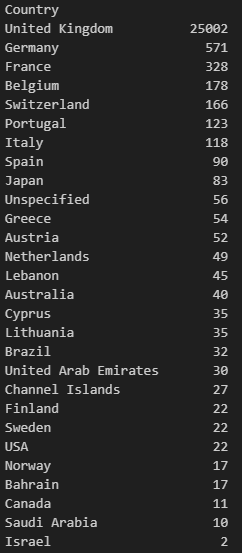 Country
United Kingdom 25002
Germany 571
France 328
Belgium 178
Switzerland 166
Portugal 123
Italy 118
Spain 90
Japan 83
Unspecified 56
Greece 54
Austria 52
Netherlands 49
Lebanon 45
Australia 40
Cyprus 35
Lithuania 35
Brazil 32
United Arab Emirates 30
Channel Islands 27
Finland 22
Sweden 22
USA 22
Norway 17
Bahrain 17
Canada 11
Saudi Arabia 10
Israel 2